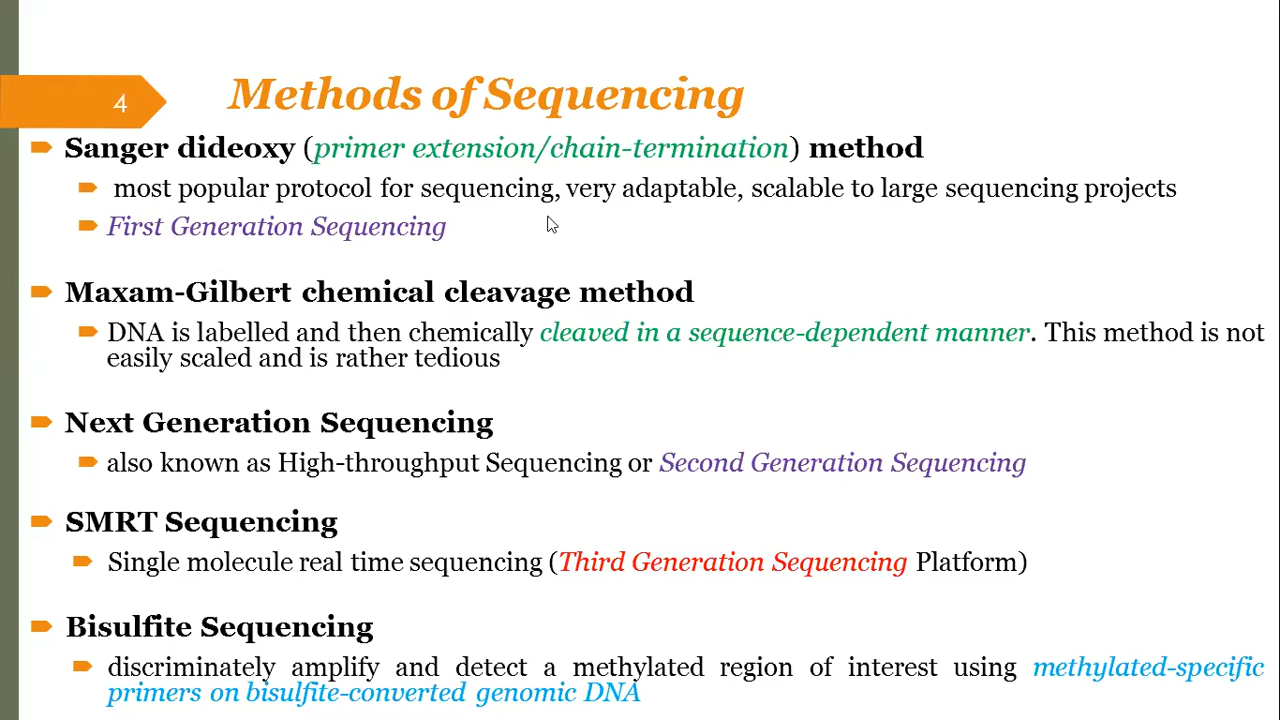 4
Methods of Sequencing
Sanger dideoxy (primer extension/chain-termination) method
most popular protocol for sequencing, very adaptable, scalable to large sequencing projects
First Generation Sequencing
Maxam-Gilbert chemical cleavage method
DNA is labelled and then chemically cleaved in a sequence-dependent manner. This method is not
easily scaled and is rather tedious
Next Generation Sequencing
also known as High-throughput Sequencing or Second Generation Sequencing
SMRT Sequencing
Single molecule real time sequencing (Third Generation Sequencing Platform)
Bisulfite Sequencing
discriminately amplify and detect a methylated region of interest using methylated-specific
primers on bisulfite-converted genomic DNA